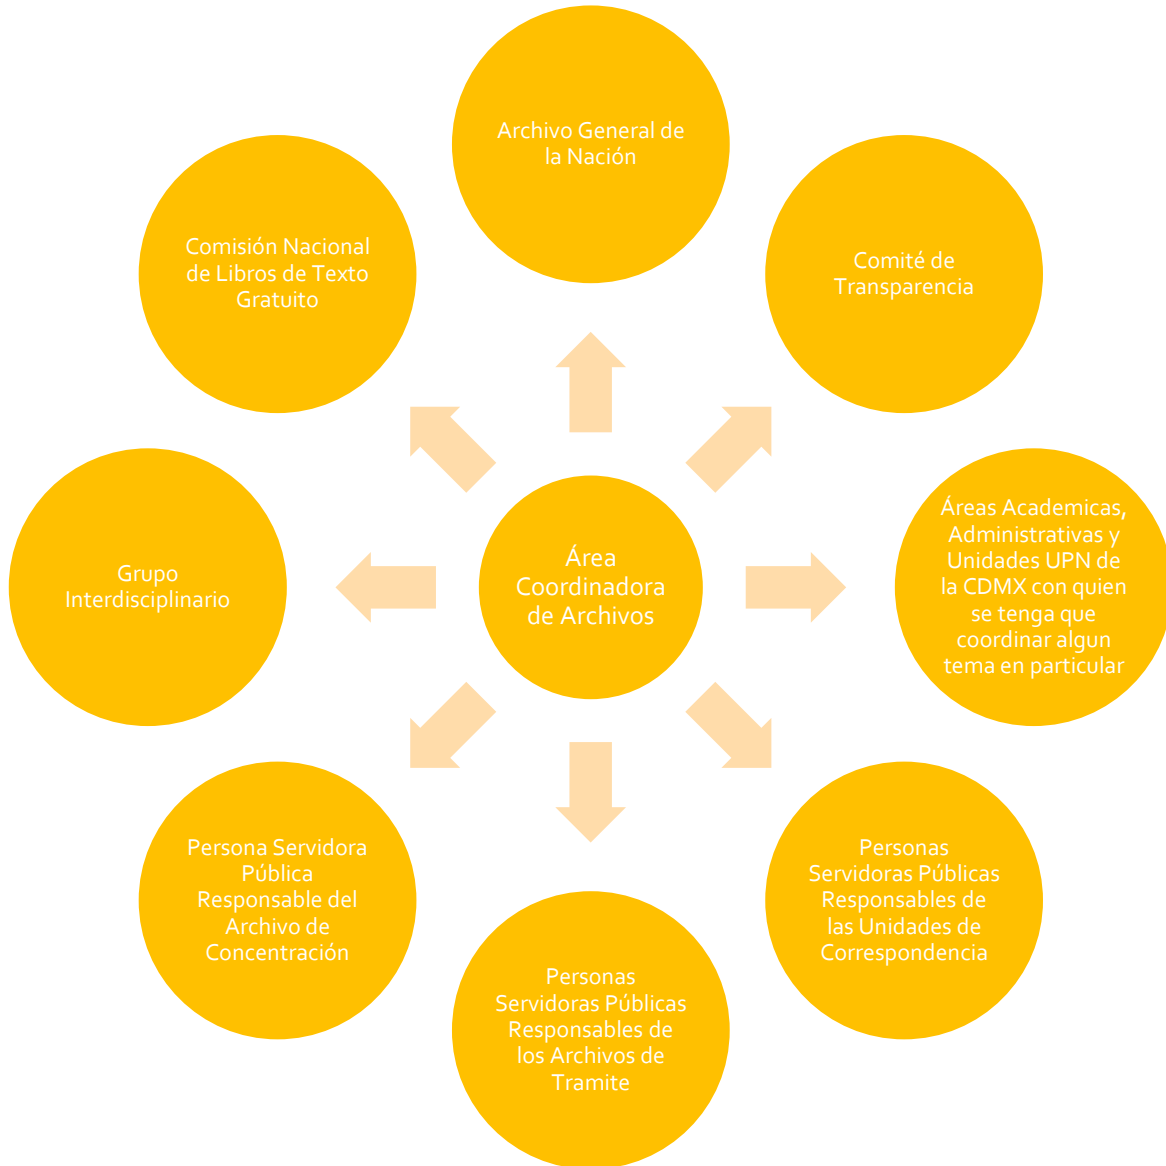 Archivo General de
la Nación
Comité de
Transparencia
Áreas Academicas,
Administrativas y
Unidades UPN de
la CDMX con quien
se tenga que
coordinar algun
tema en particular
Personas
Servidoras Públicas
Responsables de
las Unidades de
Correspondencia
Personas
Servidoras Públicas
Responsables de
los Archivos de
Tramite
Persona Servidora
Pública
Responsable del
Archivo de
Concentración
Grupo
Interdisciplinario
Comisión Nacional
de Libros de Texto
Gratuito
Área
Coordinadora
de Archivos